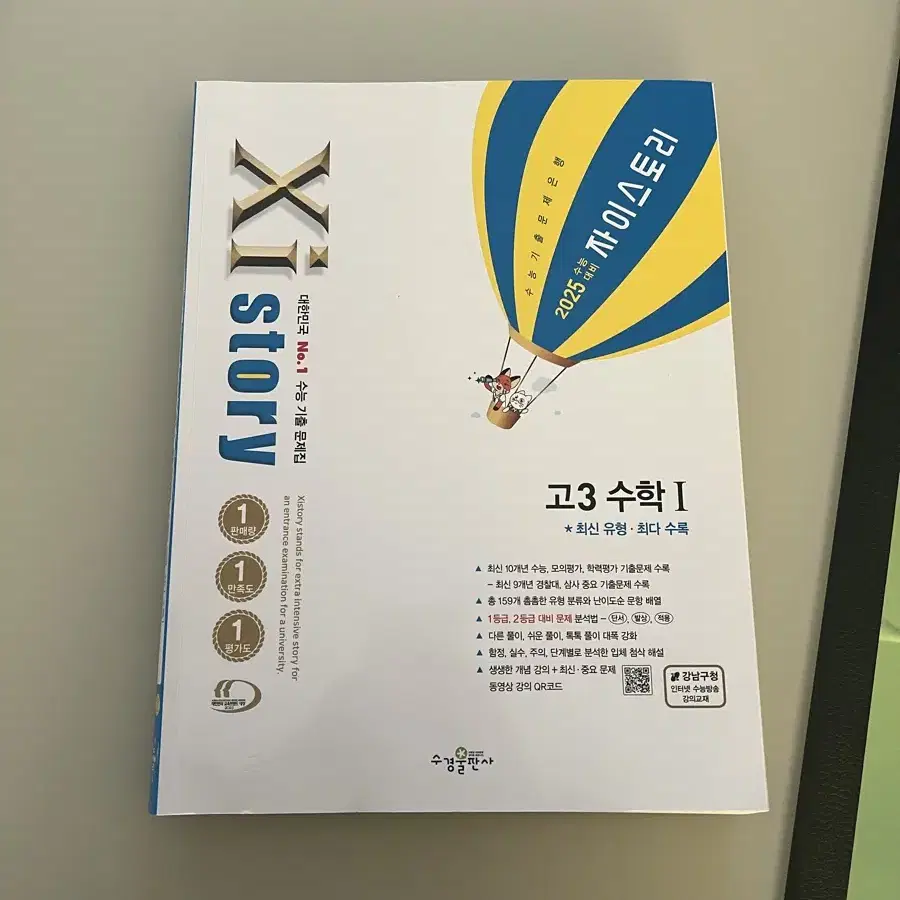 Xi
story
대한민국 No.1 수능 기출 문제집
Xistory stands for extra intensive story for
an entrance examination for a university.
1
판매량
1
만족도
1
평가도
수능기출문제은행
2025 수능대비
자이스토리
고3 수학 I
* 최신 유형·최다 수록
▲ 최신 10개년 수능, 모의평가, 학력평가 기출문제 수록
– 최신 9개년 경찰대, 삼사 중요 기출문제 수록
▲ 총 159개 촘촘한 유형 분류와 난이도순 문항 배열
▲ 1등급, 2등급 대비 문제 분석법 – 단서, 발상, 적용
▲ 다른 풀이, 쉬운 풀이, 톡톡 풀이 대폭 강화
▲ 함정, 실수, 주의, 단계별로 분석한 입체 첨삭 해설
▲ 생생한 개념 강의 + 최신·중요 문제
동영상 강의 QR코드
강남구청
인터넷 수능방송
강의교재
수경출판사